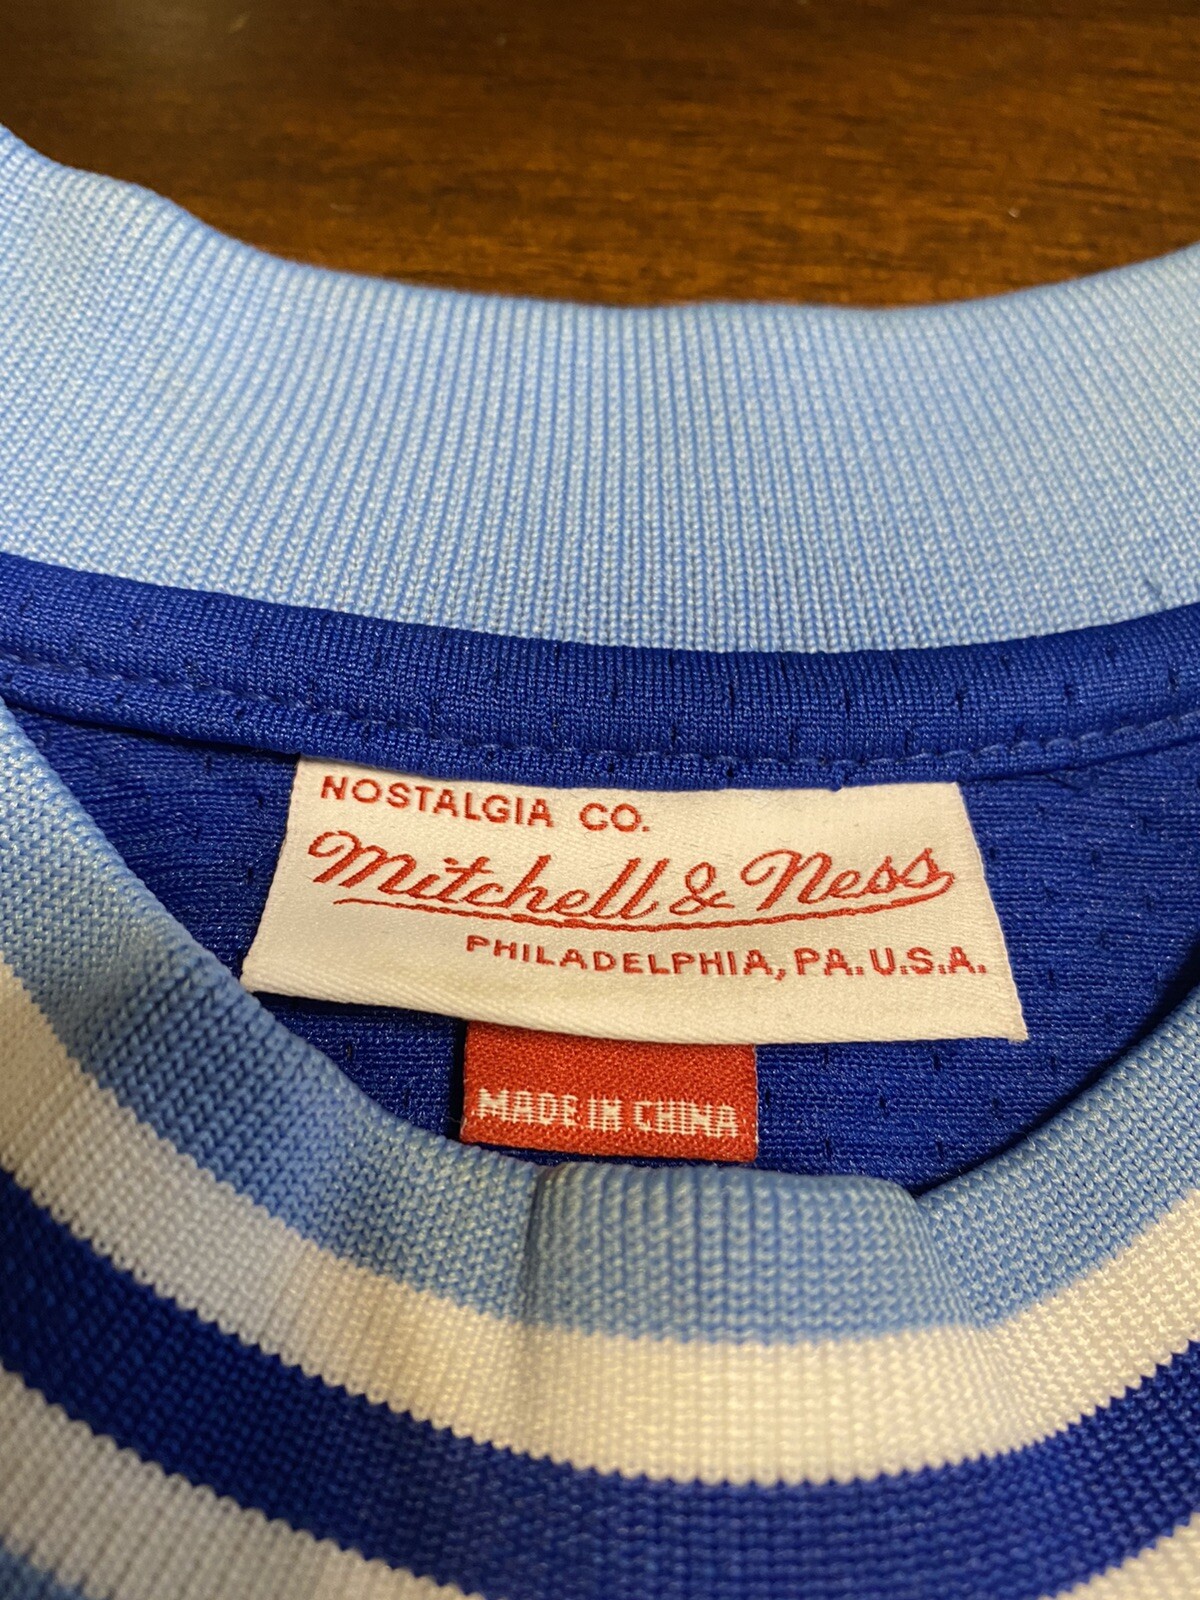 NOSTALGIA CO.
Mitchell & Ness
PHILADELPHIA, PA. U.S.A.
MADE IN CHINA